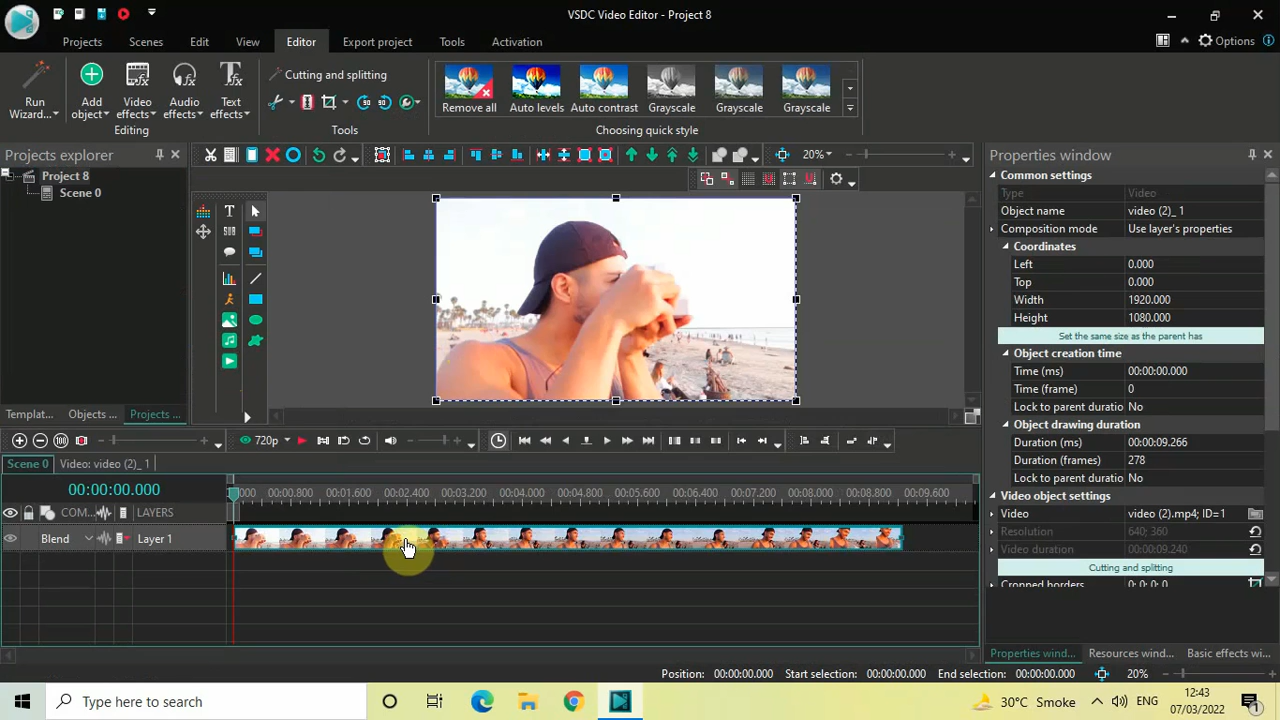 VSDC Video Editor - Project 8
Projects Scenes Edit View Editor Export project Tools Activation Options
Run Wizard... Add object Video effects Audio effects Text effects Cutting and splitting Remove all Auto levels Auto contrast Grayscale Grayscale Grayscale
Editing Tools Choosing quick style
Projects explorer
Project 8
Scene 0
20%
Properties window
Common settings
Type Video
Object name video (2)_ 1
Composition mode Use layer's properties
Coordinates
Left 0.000
Top 0.000
Width 1920.000
Height 1080.000
Set the same size as the parent has
Object creation time
Time (ms) 00:00:00.000
Time (frame) 0
Lock to parent duratio No
Object drawing duration
Duration (ms) 00:00:09.266
Duration (frames) 278
Lock to parent duratio No
Video object settings
Video video (2).mp4; ID=1
Resolution 640; 360
Video duration 00:00:09.240
Cutting and splitting
Cropped borders 0; 0; 0; 0
Templat... Objects ... Projects ...
720p
Scene 0 Video: video (2)_ 1
00:00:00.000
000 00:00.800 00:01.600 00:02.400 00:03.200 00:04.000 00:04.800 00:05.600 00:06.400 00:07.200 00:08.000 00:08.800 00:09.600
COM... LAYERS
Blend Layer 1
Properties wind... Resources wind... Basic effects wi...
Position: 00:00:00.000 Start selection: 00:00:00.000 End selection: 00:00:00.000 20%
Type here to search
30°C Smoke ENG 12:43
07/03/2022